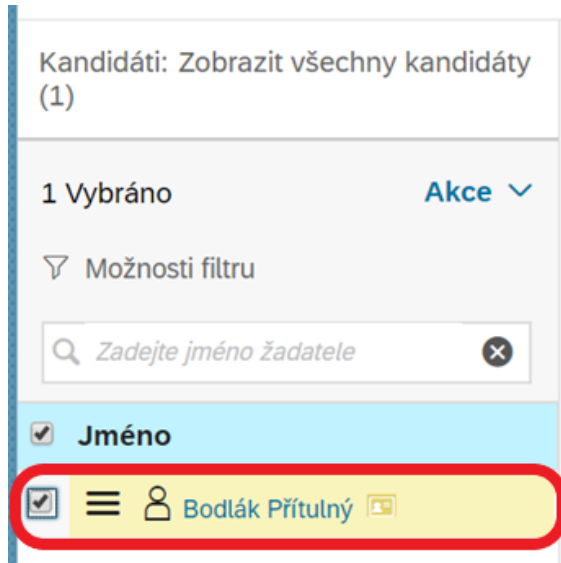 Kandidáti: Zobrazit všechny kandidáty
(1)
1 Vybráno Akce
Možnosti filtru
Zadejte jméno žadatele
Jméno
Bodlák Přítulný